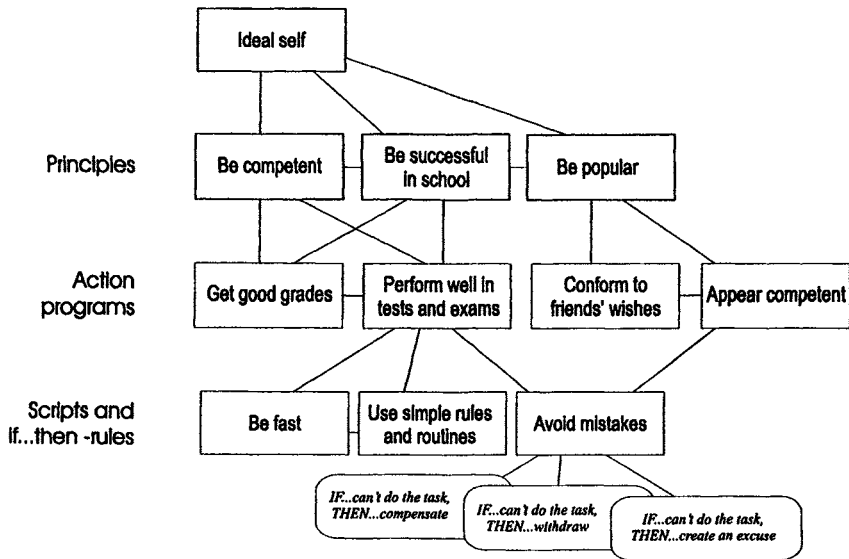 Ideal self
Principles
Be competent
Be successful
in school
Be popular
Action
programs
Get good grades
Perform well in
tests and exams
Conform to
friends' wishes
Appear competent
Scripts and
if...then -rules
Be fast
Use simple rules
and routines
Avoid mistakes
IF...can't do the task,
THEN...compensate
IF...can't do the task,
THEN...withdraw
IF...can't do the task,
THEN...create an excuse